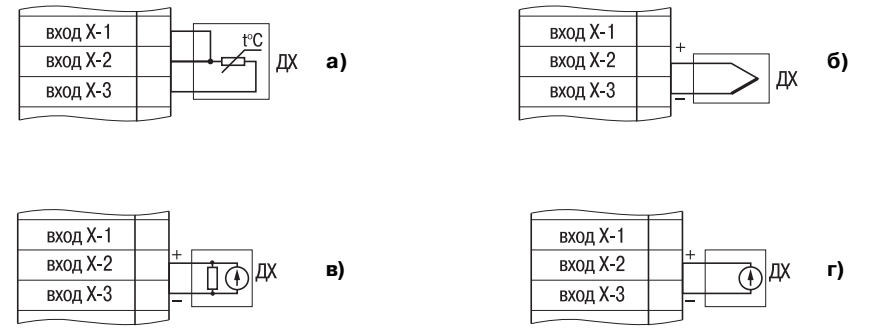 вход X-1
вход X-2
вход X-3
t°C
ДХ
а)
вход X-1
вход X-2
вход X-3
+
–
ДХ
б)
вход X-1
вход X-2
вход X-3
+
–
ДХ
в)
вход X-1
вход X-2
вход X-3
+
–
ДХ
г)